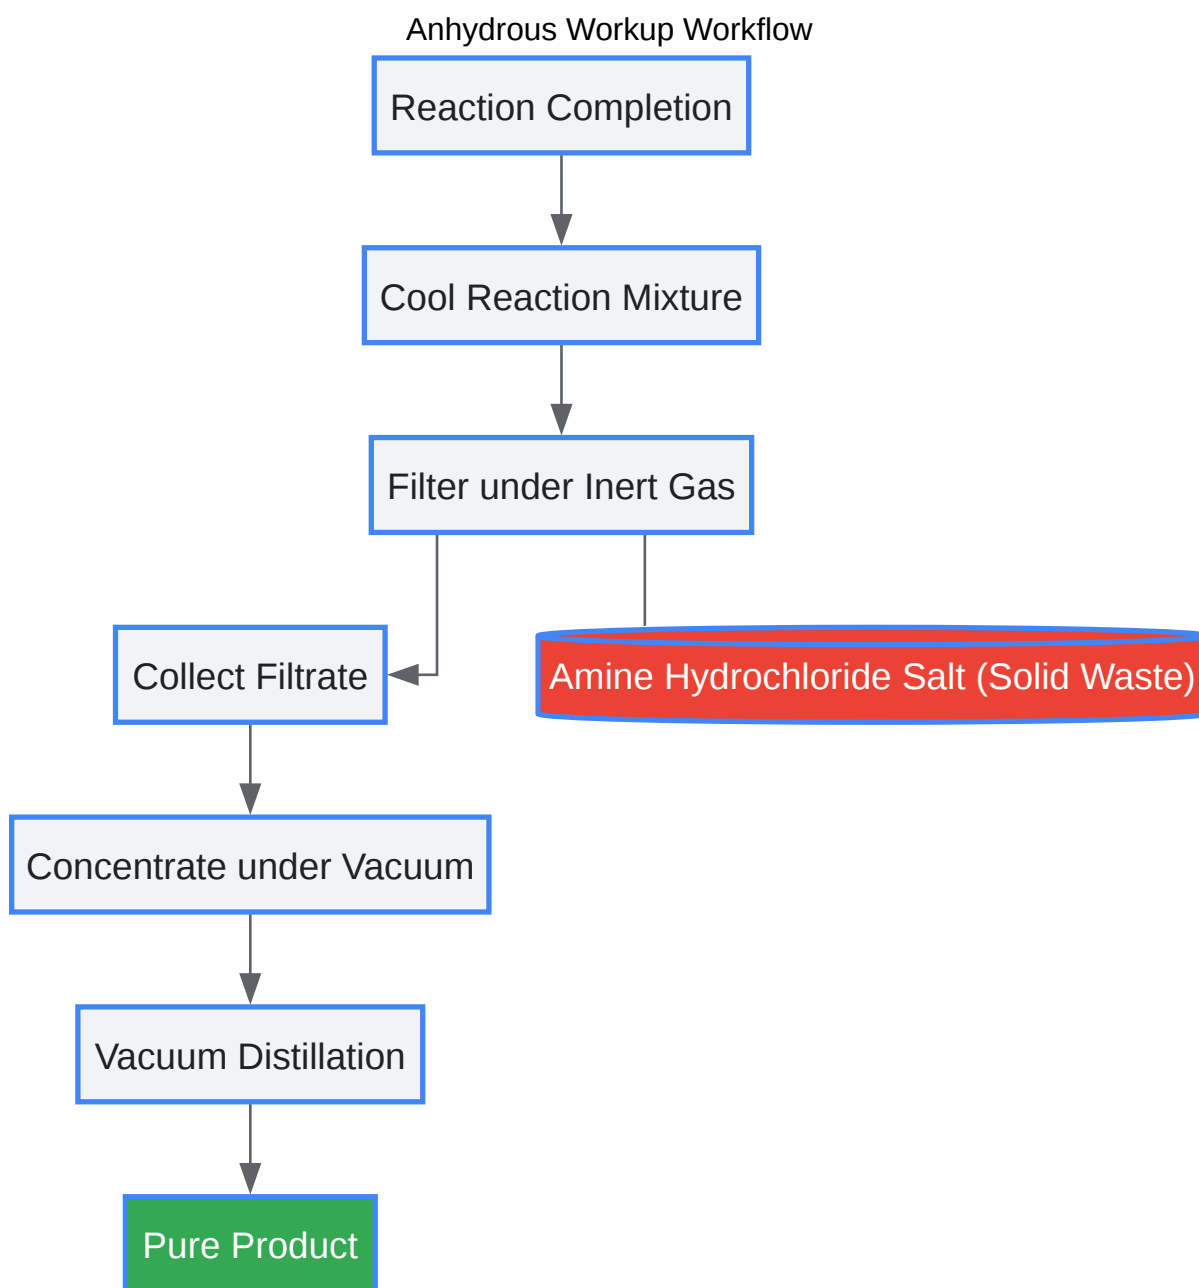 Anhydrous Workup Workflow
Reaction Completion
Cool Reaction Mixture
Filter under Inert Gas
Collect Filtrate
Amine Hydrochloride Salt (Solid Waste)
Concentrate under Vacuum
Vacuum Distillation
Pure Product